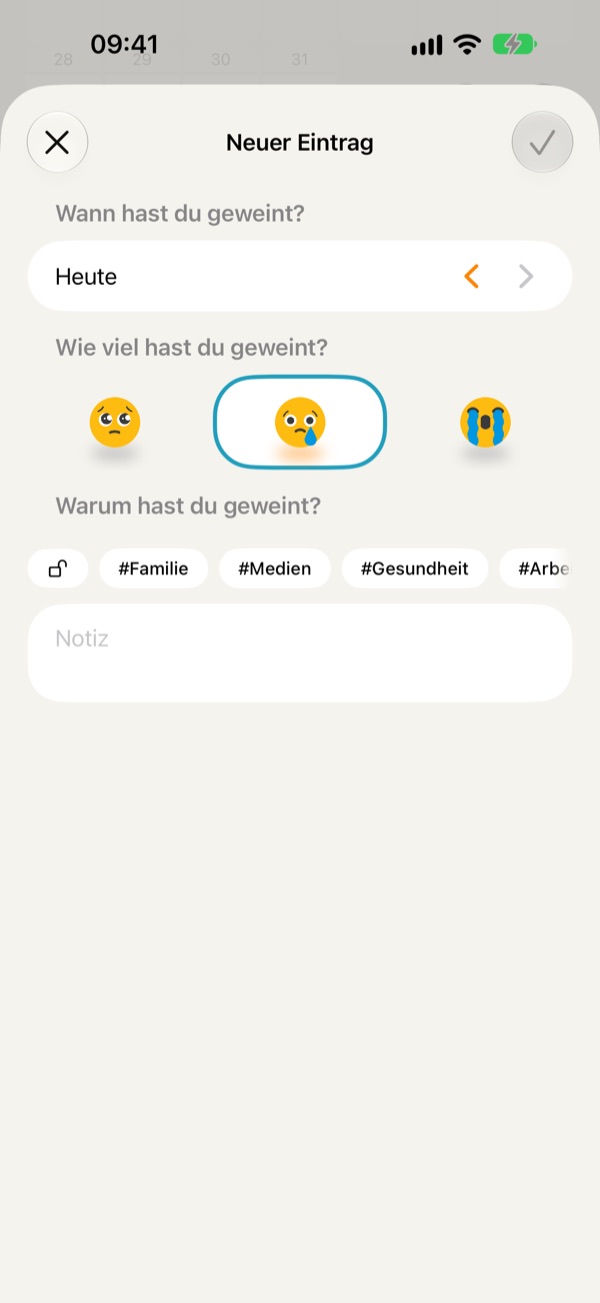 09:41
28 29 30 31
Neuer Eintrag
Wann hast du geweint?
Heute
Wie viel hast du geweint?
Warum hast du geweint?
#Familie #Medien #Gesundheit #Arbe
Notiz